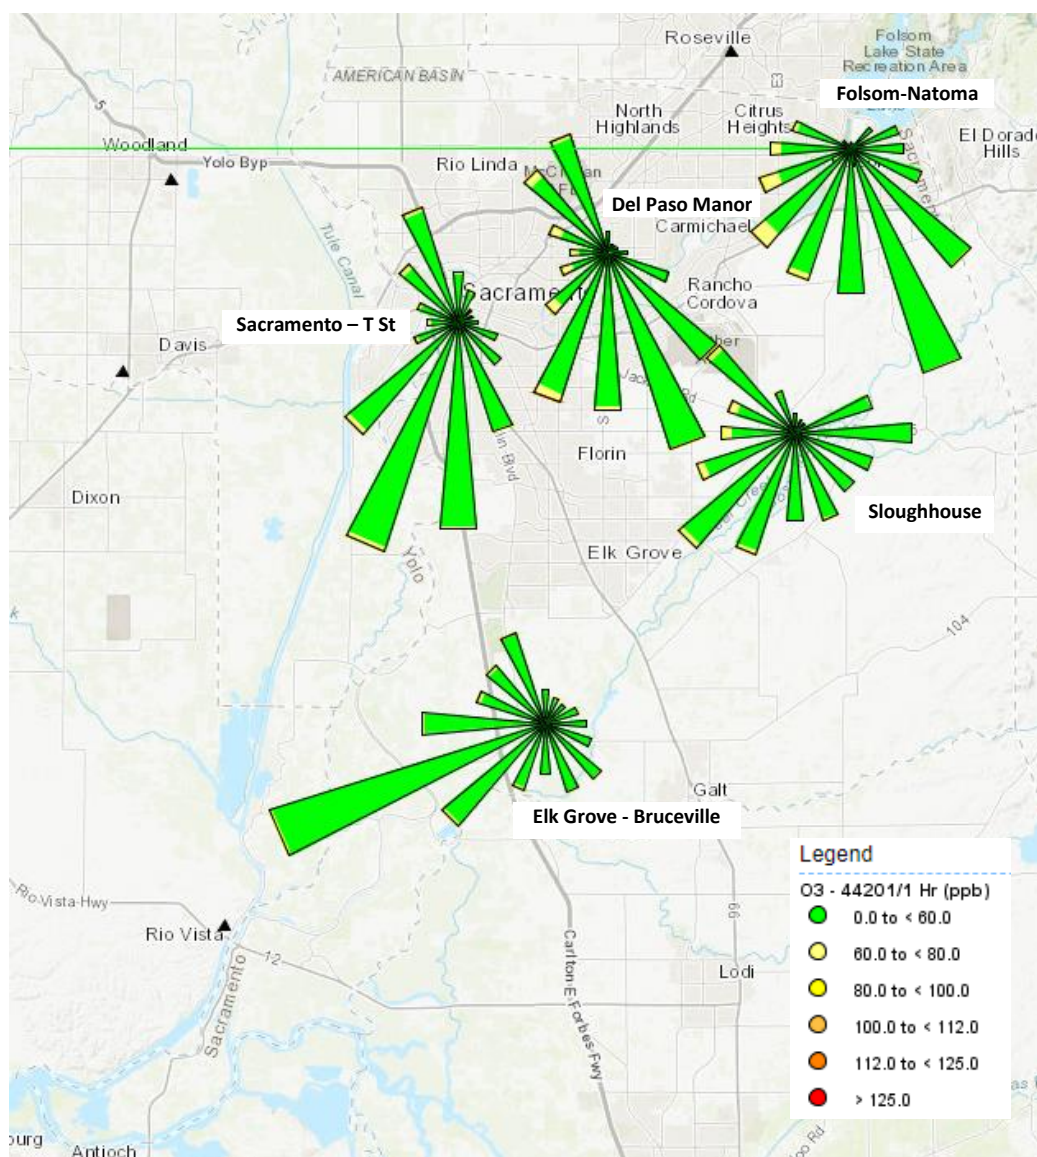 Roseville
Folsom
Lake State
Recreation Area
AMERICAN BASIN
Folsom-Natoma
5
North
Highlands
Citrus
Heights
El Dorado
Hills
Woodland
Yolo Byp
Rio Linda
Sacramento
Del Paso Manor
Carmichael
Tule Canal
Rancho
Cordova
Sacramento
Sacramento – T St
Davis
Florin
Dixon
Sloughhouse
Elk Grove
Yolo
104
Galt
Elk Grove - Bruceville
Legend
O3 - 44201/1 Hr (ppb)
0.0 to < 60.0
60.0 to < 80.0
80.0 to < 100.0
100.0 to < 112.0
112.0 to < 125.0
> 125.0
Rio-Vista-Hwy
99
Rio Vista
12
Lodi
Sacramento
Carlton-E-Forbes-Fwy
Antioch